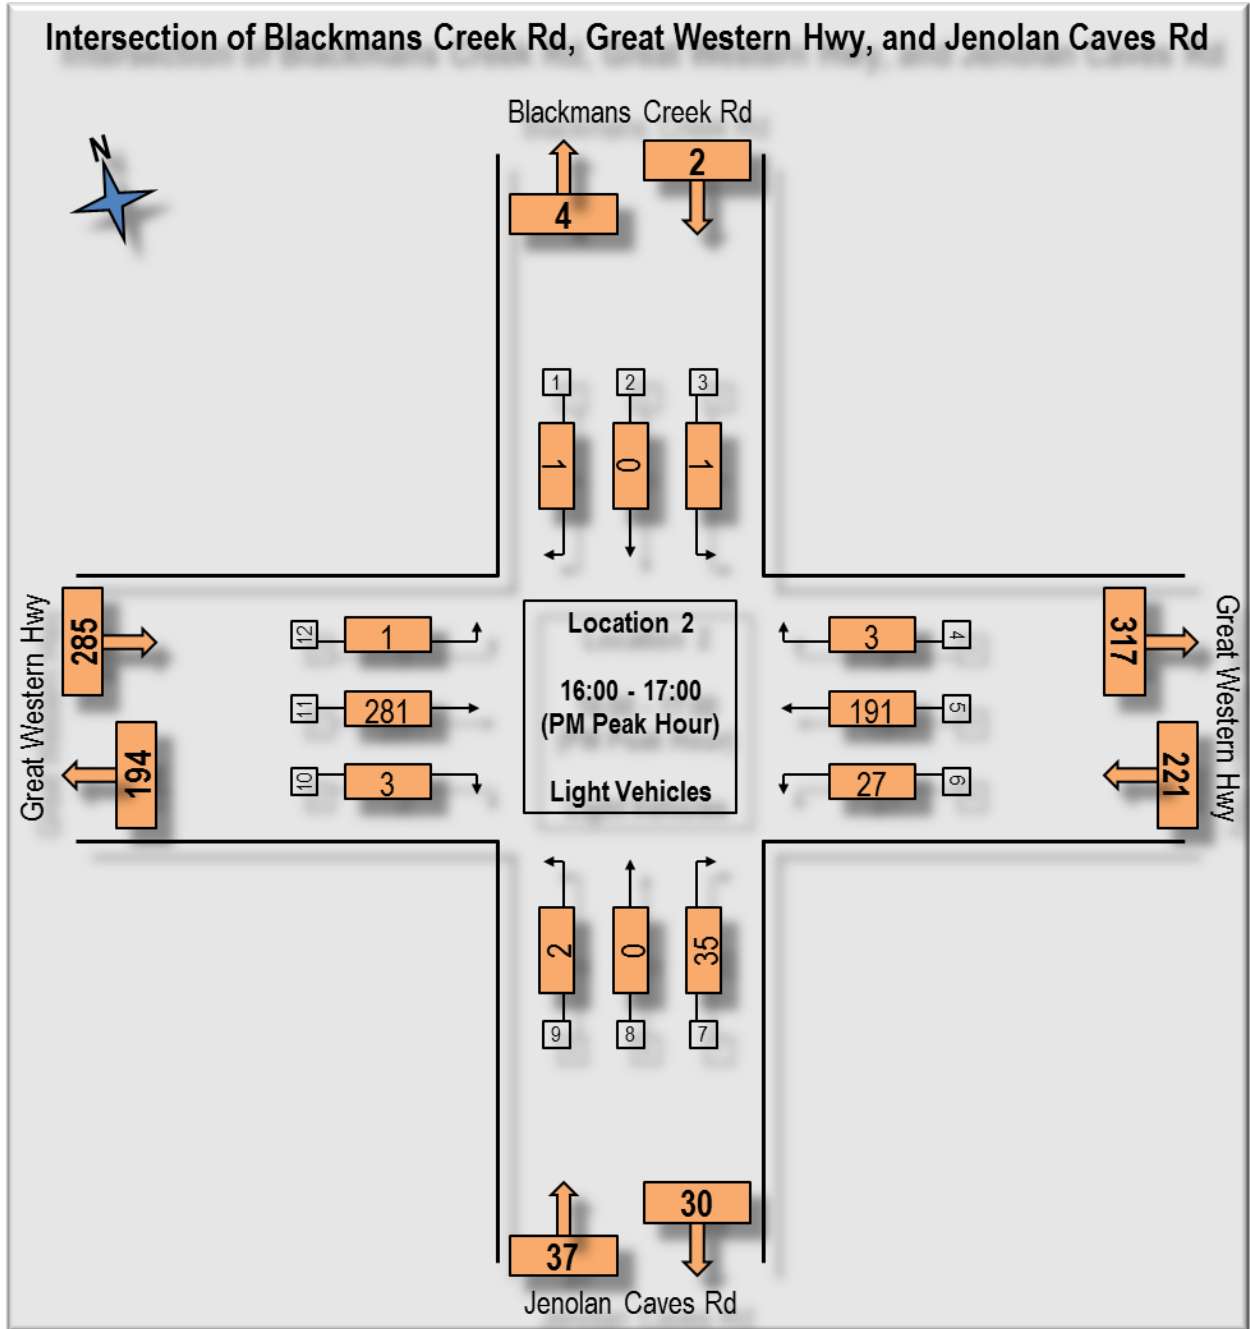 Intersection of Blackmans Creek Rd, Great Western Hwy, and Jenolan Caves Rd
Blackmans Creek Rd
N
2
4
1 2 3
1 0 1
Great Western Hwy
285
194
12 1
11 281
10 3
Location 2
16:00 - 17:00
(PM Peak Hour)
Light Vehicles
3 4
191 5
27 6
317
221
Great Western Hwy
2 0 35
9 8 7
30
37
Jenolan Caves Rd